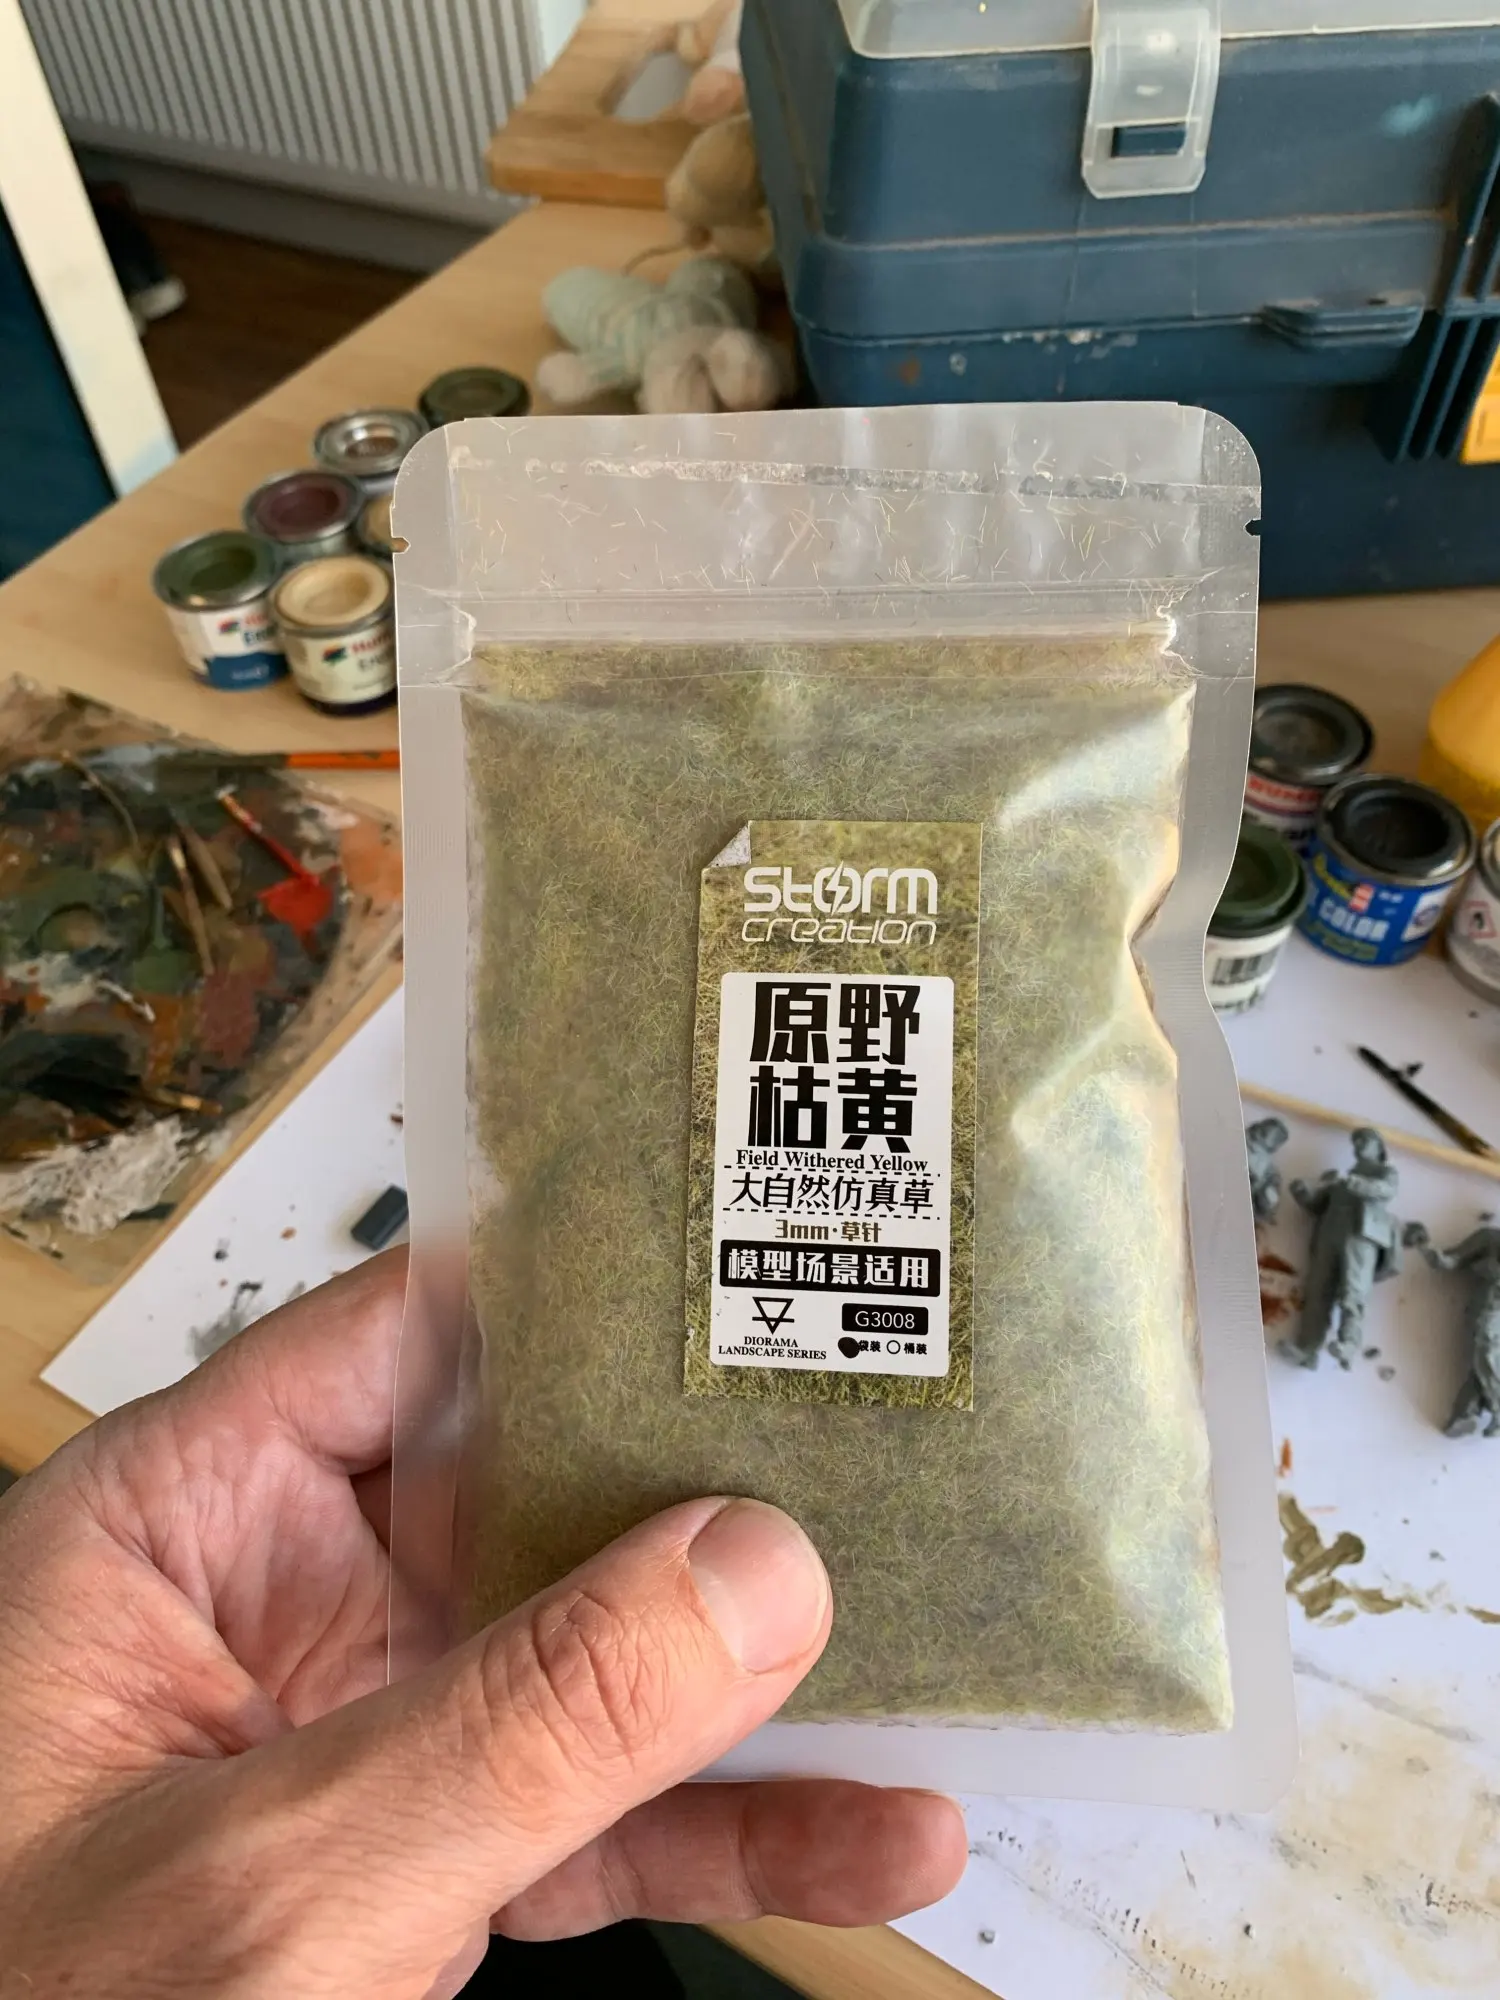 STORM
creation
原野
枯黄
Field Withered Yellow
大自然仿真草
3mm·草针
模型场景适用
DIORAMA
LANDSCAPE SERIES
G3008
袋装 桶装
COLOR